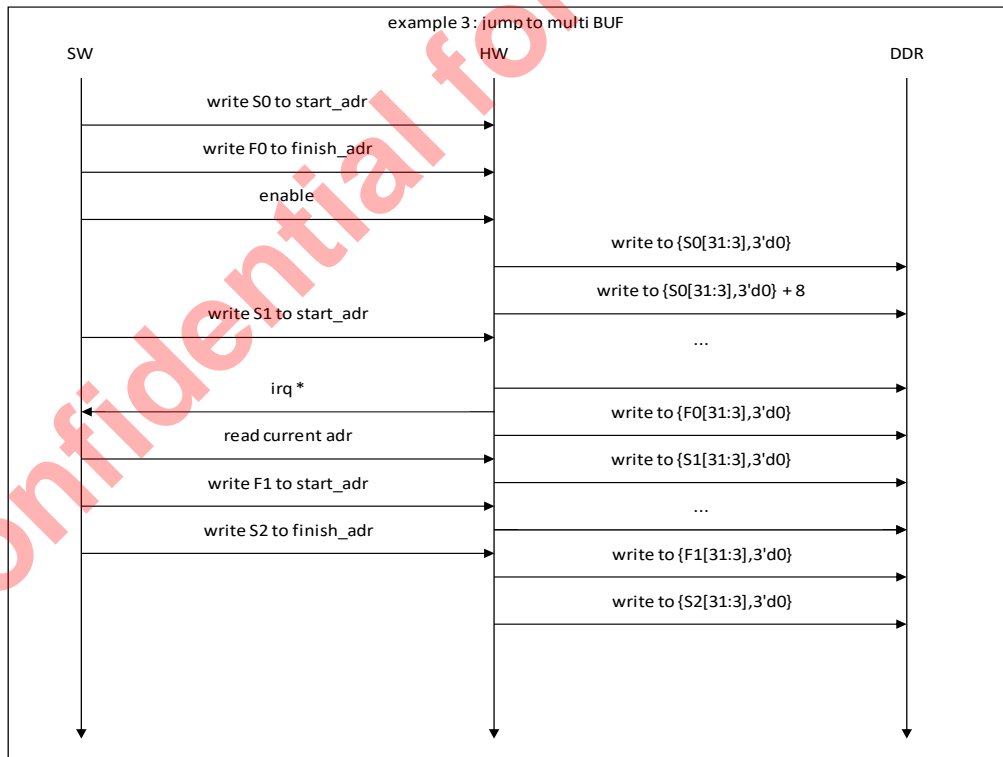 example 3 : jump to multi BUF
SW HW DDR
write S0 to start_adr
write F0 to finish_adr
enable
write to {S0[31:3],3'd0}
write to {S0[31:3],3'd0} + 8
write S1 to start_adr
...
irq *
write to {F0[31:3],3'd0}
read current adr
write to {S1[31:3],3'd0}
write F1 to start_adr
...
write S2 to finish_adr
write to {F1[31:3],3'd0}
write to {S2[31:3],3'd0}
onfidential for